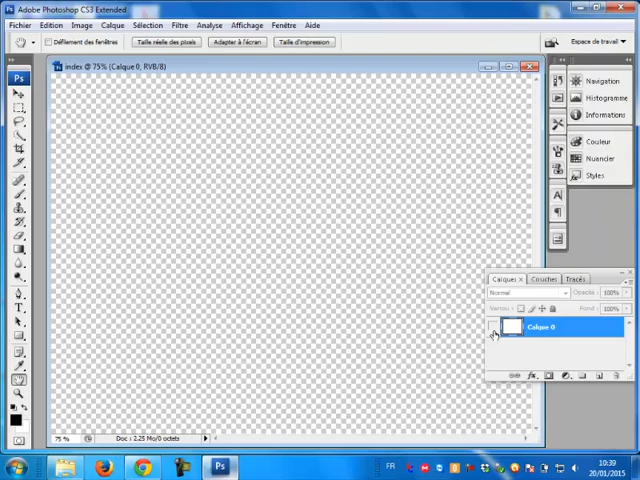 Adobe Photoshop CS3 Extended
Fichier Edition Image Calque Sélection Filtre Analyse Affichage Fenêtre Aide
Défilement des fenêtres Taille réelle des pixels Adapter à l'écran Taille d'impression Espace de travail
Ps
index @ 75% (Calque 0, RVB/8)
Navigation
Histogramme
Informations
Couleur
Nuancier
Styles
Calques x Couches Tracés
Normal Opacité : 100%
Verrou : Fond : 100%
Calque 0
75 % Doc : 2.25 Mo/0 octets
Ps FR 10:39
20/01/2015